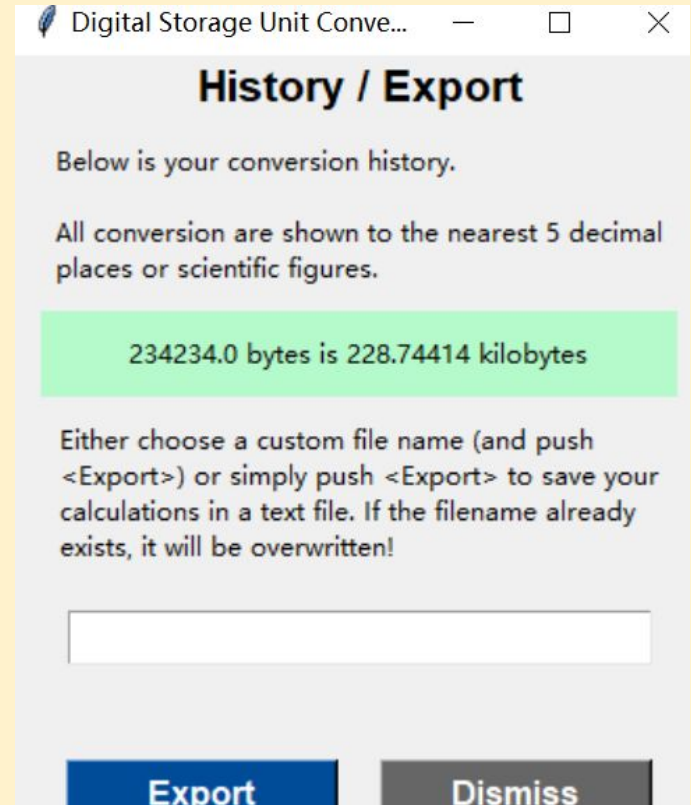 Digital Storage Unit Conve...
History / Export
Below is your conversion history.
All conversion are shown to the nearest 5 decimal
places or scientific figures.
234234.0 bytes is 228.74414 kilobytes
Either choose a custom file name (and push
<Export>) or simply push <Export> to save your
calculations in a text file. If the filename already
exists, it will be overwritten!
Export Dismiss